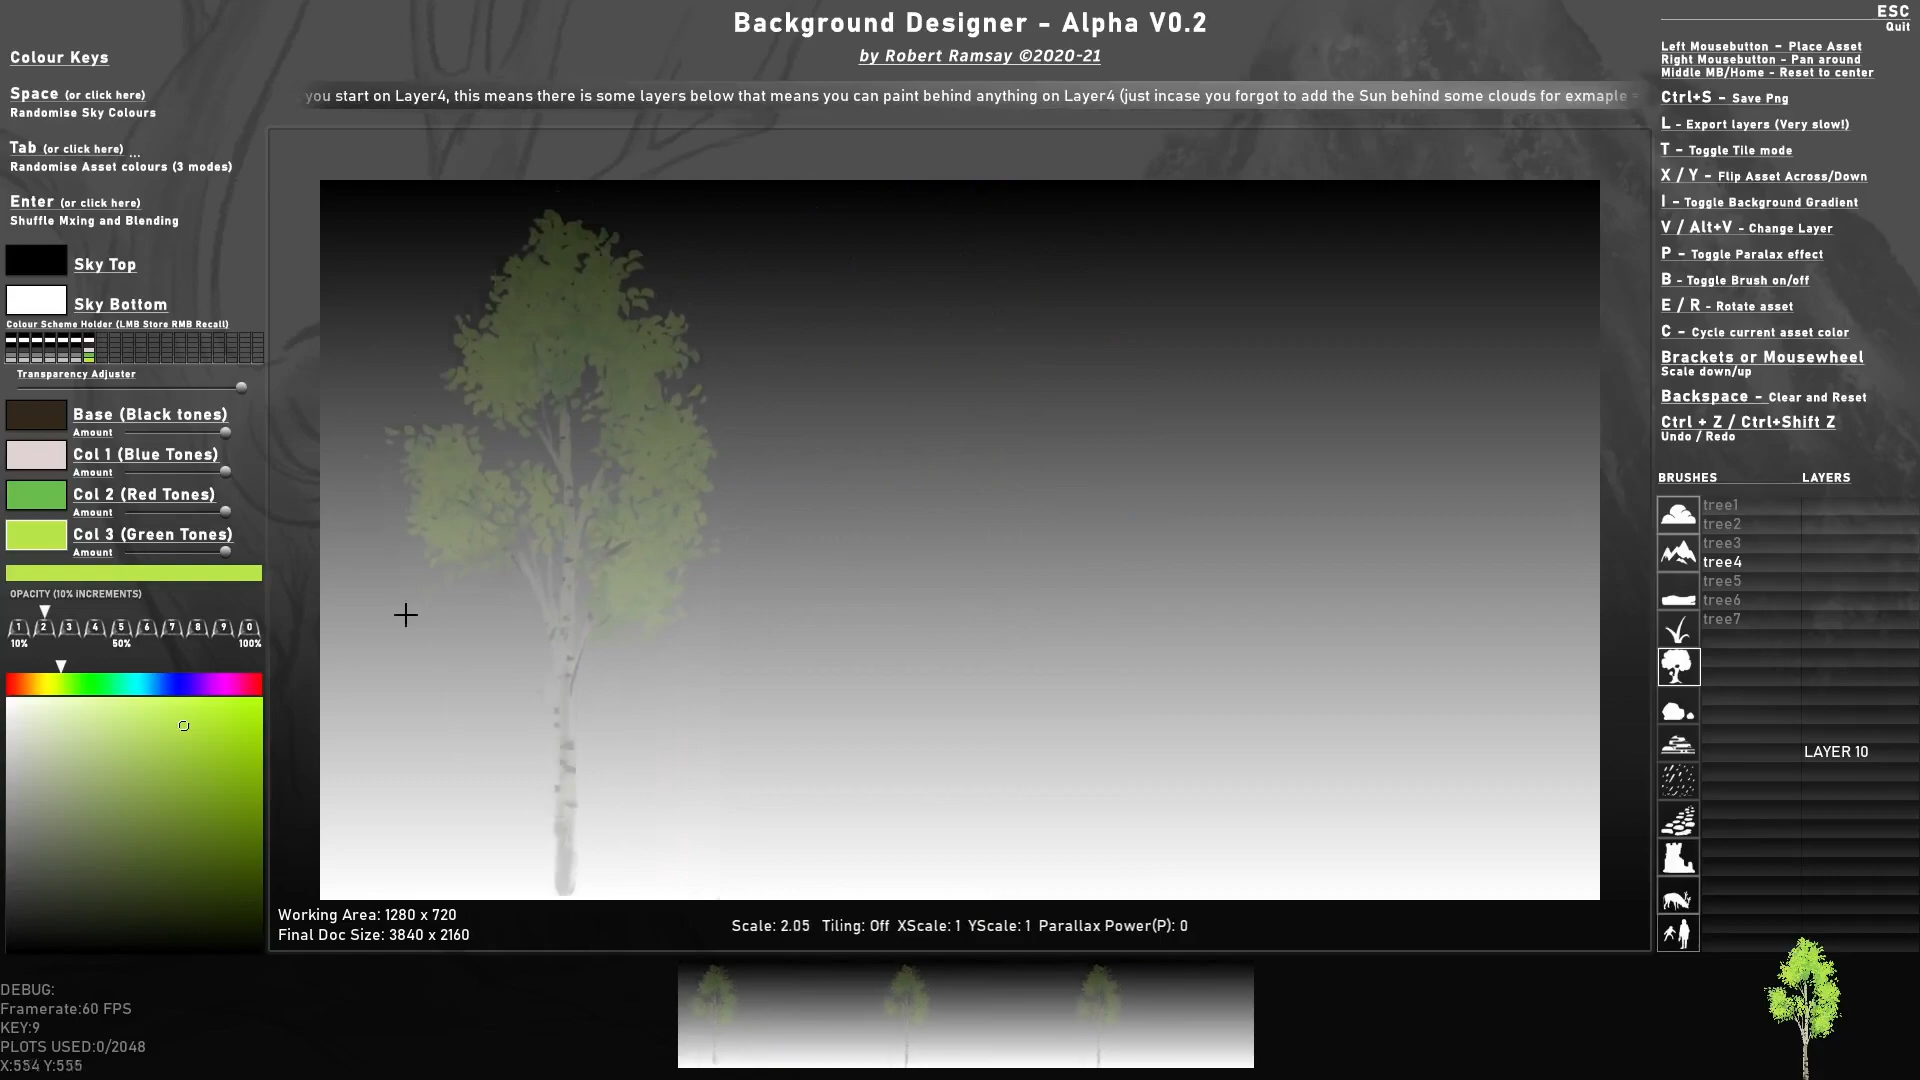 Background Designer - Alpha V0.2
by Robert Ramsay ©2020-21
you start on Layer4, this means there is some layers below that means you can paint behind anything on Layer4 (just incase you forgot to add the Sun behind some clouds for exmaple =
Colour Keys
Space (or click here)
Randomise Sky Colours
Tab (or click here) ...
Randomise Asset colours (3 modes)
Enter (or click here)
Shuffle Mxing and Blending
Sky Top
Sky Bottom
Colour Scheme Holder (LMB Store RMB Recall)
Transparency Adjuster
Base (Black tones)
Amount
Col 1 (Blue Tones)
Amount
Col 2 (Red Tones)
Amount
Col 3 (Green Tones)
Amount
OPACITY (10% INCREMENTS)
1 2 3 4 5 6 7 8 9 0
10% 50% 100%
DEBUG:
Framerate:60 FPS
KEY:9
PLOTS USED:0/2048
X:554 Y:555
Working Area: 1280 x 720
Final Doc Size: 3840 x 2160
Scale: 2.05 Tiling: Off XScale: 1 YScale: 1 Parallax Power(P): 0
ESC
Quit
Left Mousebutton - Place Asset
Right Mousebutton - Pan around
Middle MB/Home - Reset to center
Ctrl+S - Save Png
L - Export layers (Very slow!)
T - Toggle Tile mode
X / Y - Flip Asset Across/Down
I - Toggle Background Gradient
V / Alt+V - Change Layer
P - Toggle Paralax effect
B - Toggle Brush on/off
E / R - Rotate asset
C - Cycle current asset color
Brackets or Mousewheel
Scale down/up
Backspace - Clear and Reset
Ctrl + Z / Ctrl+Shift Z
Undo / Redo
BRUSHES LAYERS
tree1
tree2
tree3
tree4
tree5
tree6
tree7
LAYER 10